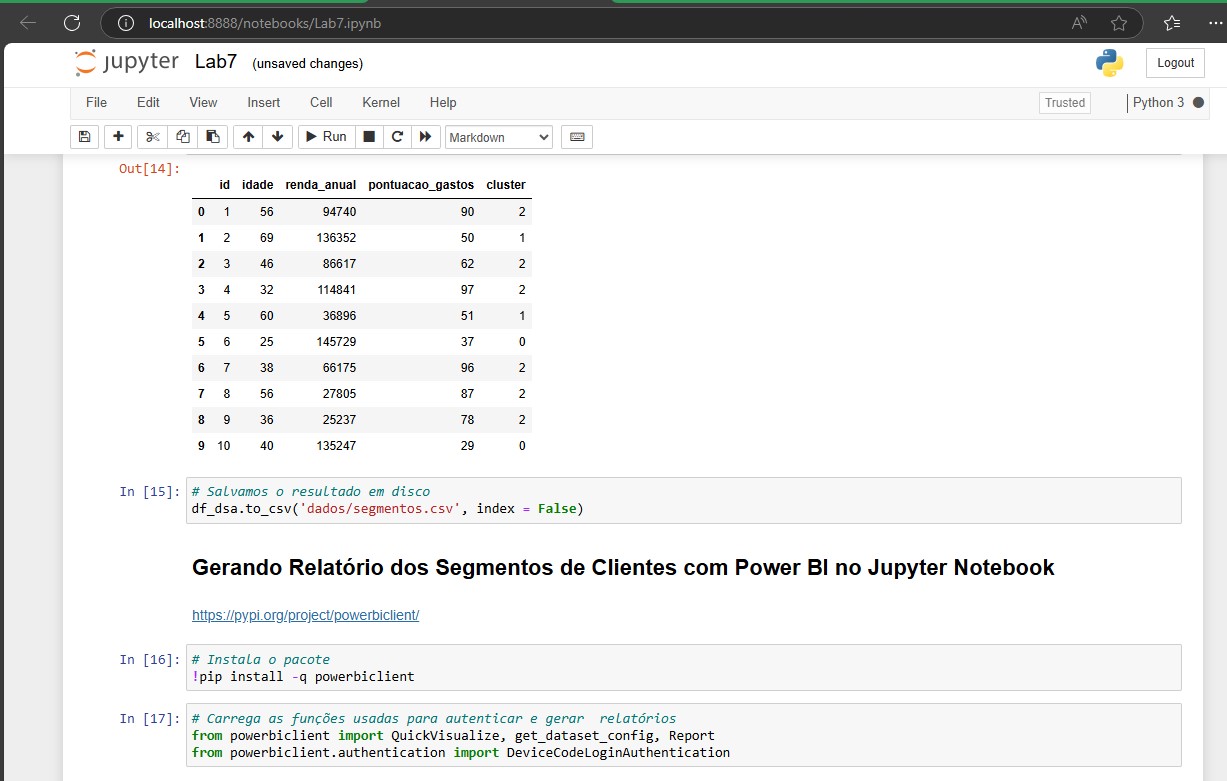 localhost:8888/notebooks/Lab7.ipynb
jupyter Lab7 (unsaved changes)
Logout
File Edit View Insert Cell Kernel Help
Trusted
Python 3
Run
Markdown
Out[14]:
id idade renda_anual pontuacao_gastos cluster
0 1 56 94740 90 2
1 2 69 136352 50 1
2 3 46 86617 62 2
3 4 32 114841 97 2
4 5 60 36896 51 1
5 6 25 145729 37 0
6 7 38 66175 96 2
7 8 56 27805 87 2
8 9 36 25237 78 2
9 10 40 135247 29 0
In [15]: # Salvamos o resultado em disco
df_dsa.to_csv('dados/segmentos.csv', index = False)
Gerando Relatório dos Segmentos de Clientes com Power BI no Jupyter Notebook
https://pypi.org/project/powerbiclient/
In [16]: # Instala o pacote
!pip install -q powerbiclient
In [17]: # Carrega as funções usadas para autenticar e gerar  relatórios
from powerbiclient import QuickVisualize, get_dataset_config, Report
from powerbiclient.authentication import DeviceCodeLoginAuthentication